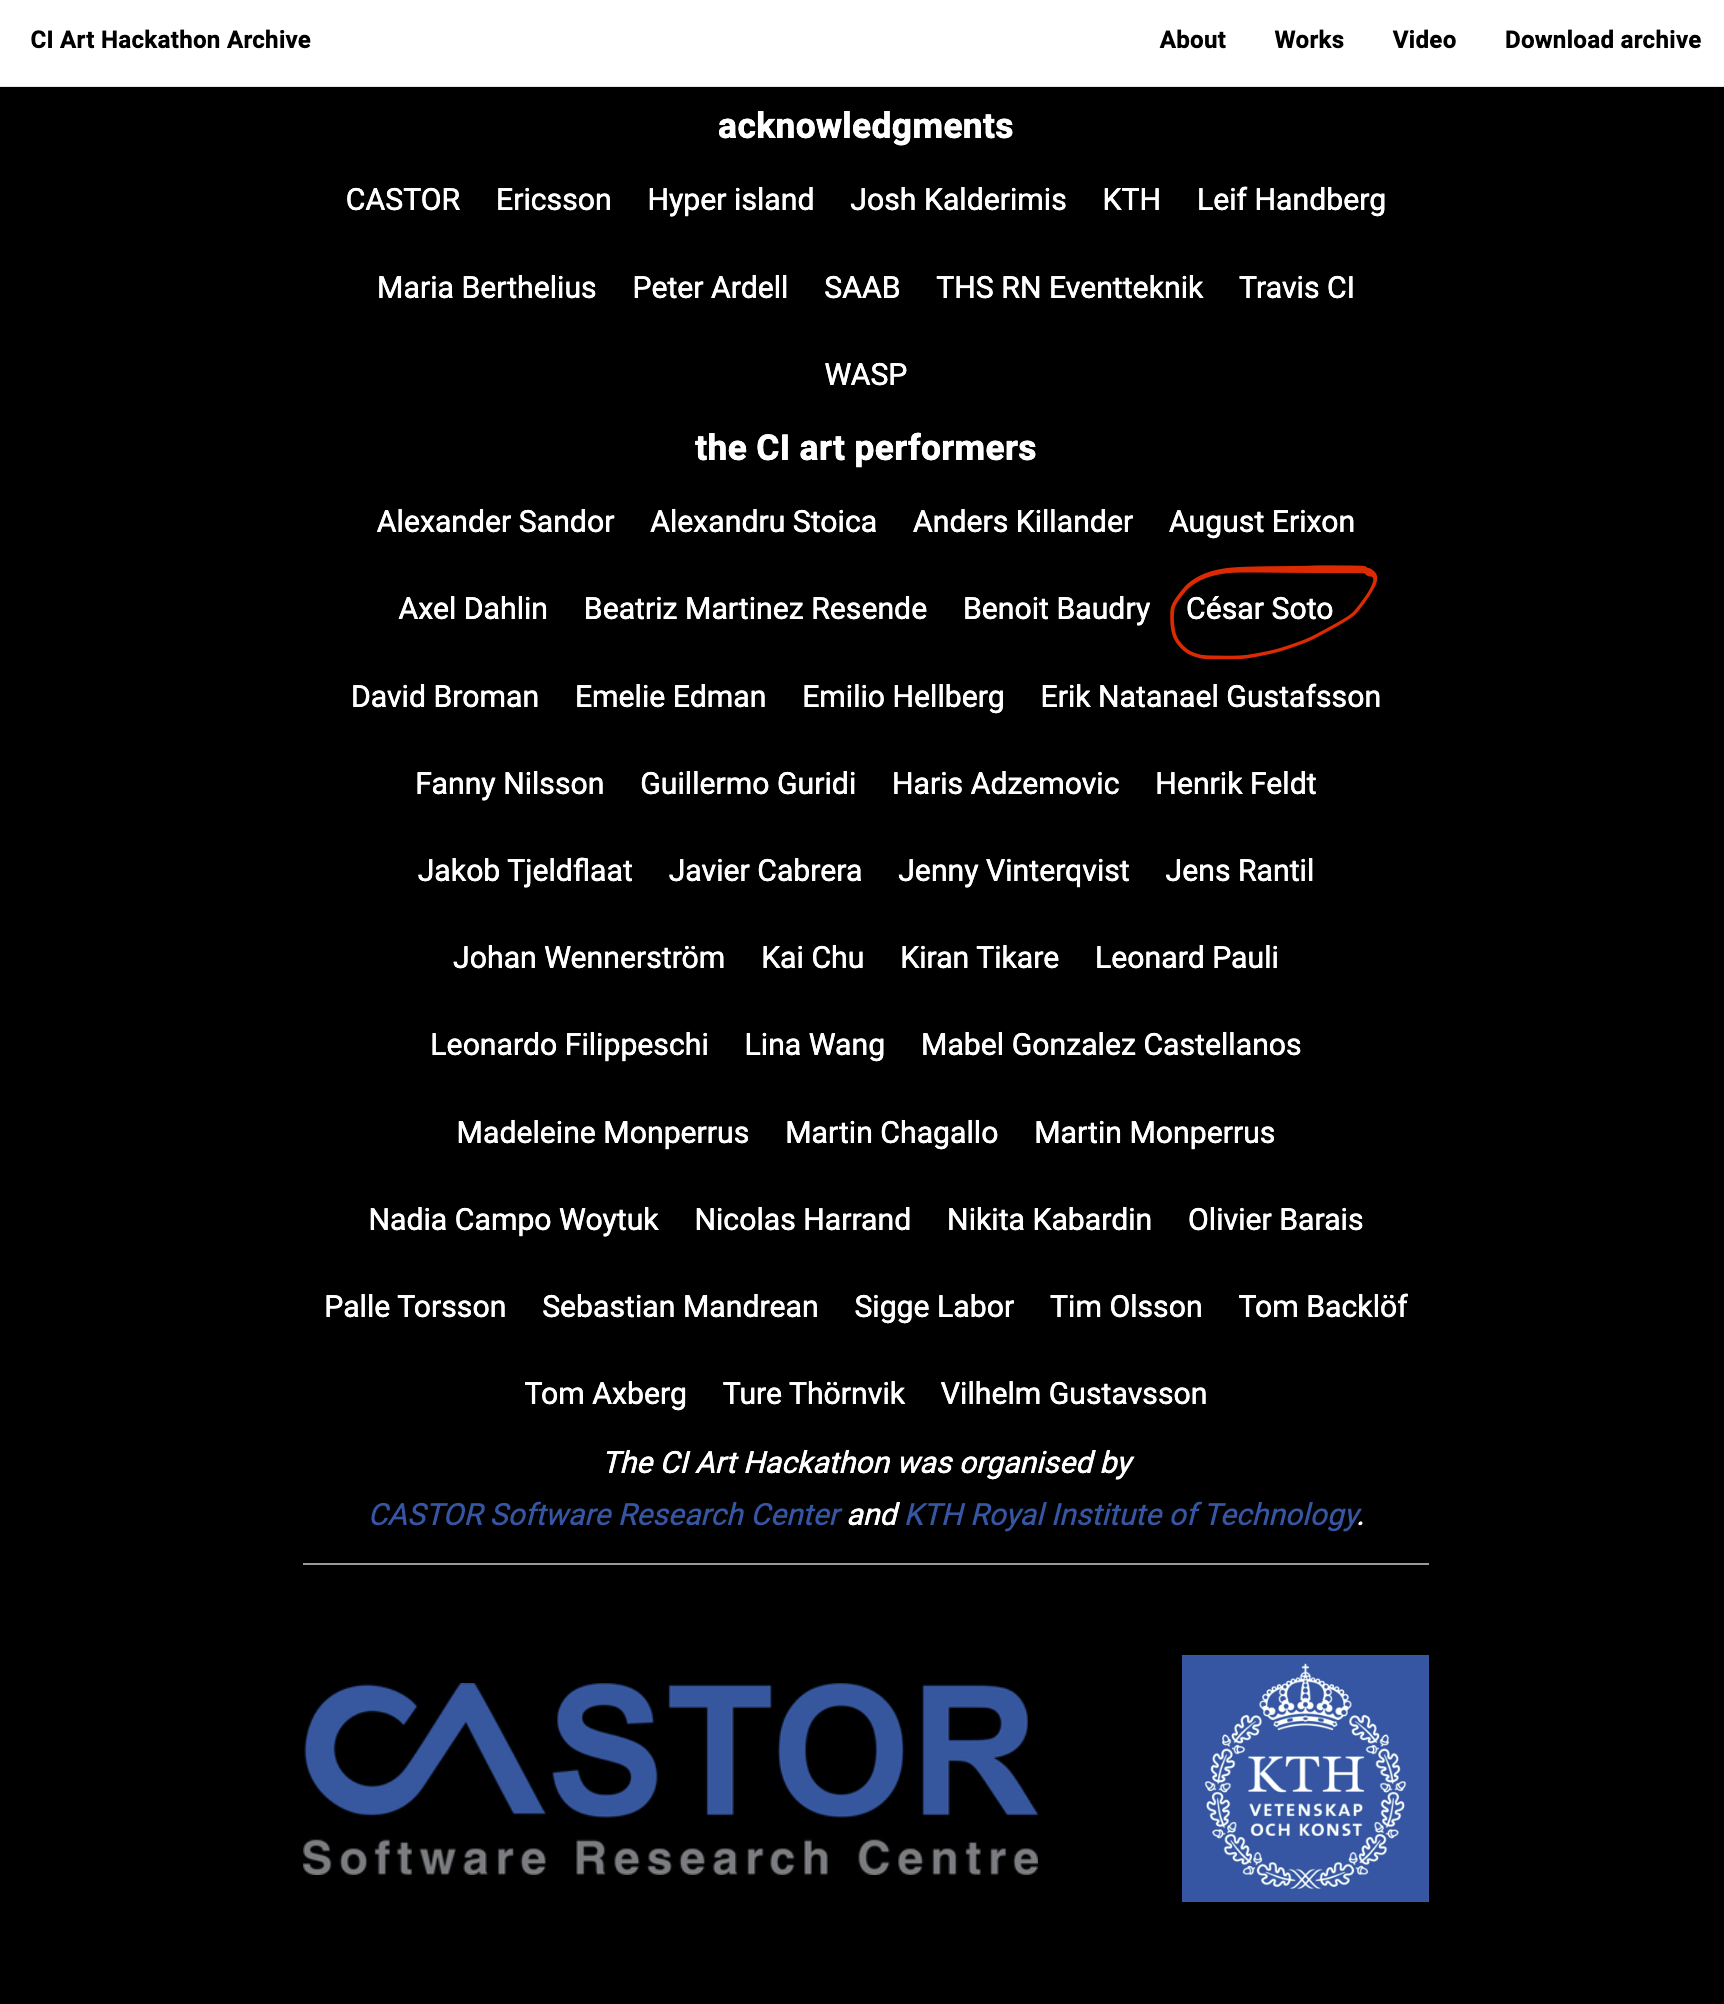 CI Art Hackathon Archive About Works Video Download archive
acknowledgments
CASTOR Ericsson Hyper island Josh Kalderimis KTH Leif Handberg
Maria Berthelius Peter Ardell SAAB THS RN Eventteknik Travis CI
WASP
the CI art performers
Alexander Sandor Alexandru Stoica Anders Killander August Erixon
Axel Dahlin Beatriz Martinez Resende Benoit Baudry César Soto
David Broman Emelie Edman Emilio Hellberg Erik Natanael Gustafsson
Fanny Nilsson Guillermo Guridi Haris Adzemovic Henrik Feldt
Jakob Tjeldflaat Javier Cabrera Jenny Vinterqvist Jens Rantil
Johan Wennerström Kai Chu Kiran Tikare Leonard Pauli
Leonardo Filippeschi Lina Wang Mabel Gonzalez Castellanos
Madeleine Monperrus Martin Chagallo Martin Monperrus
Nadia Campo Woytuk Nicolas Harrand Nikita Kabardin Olivier Barais
Palle Torsson Sebastian Mandrean Sigge Labor Tim Olsson Tom Backlöf
Tom Axberg Ture Thörnvik Vilhelm Gustavsson
The CI Art Hackathon was organised by
CASTOR Software Research Center and KTH Royal Institute of Technology.
CASTOR
Software Research Centre
KTH
VETENSKAP
OCH KONST